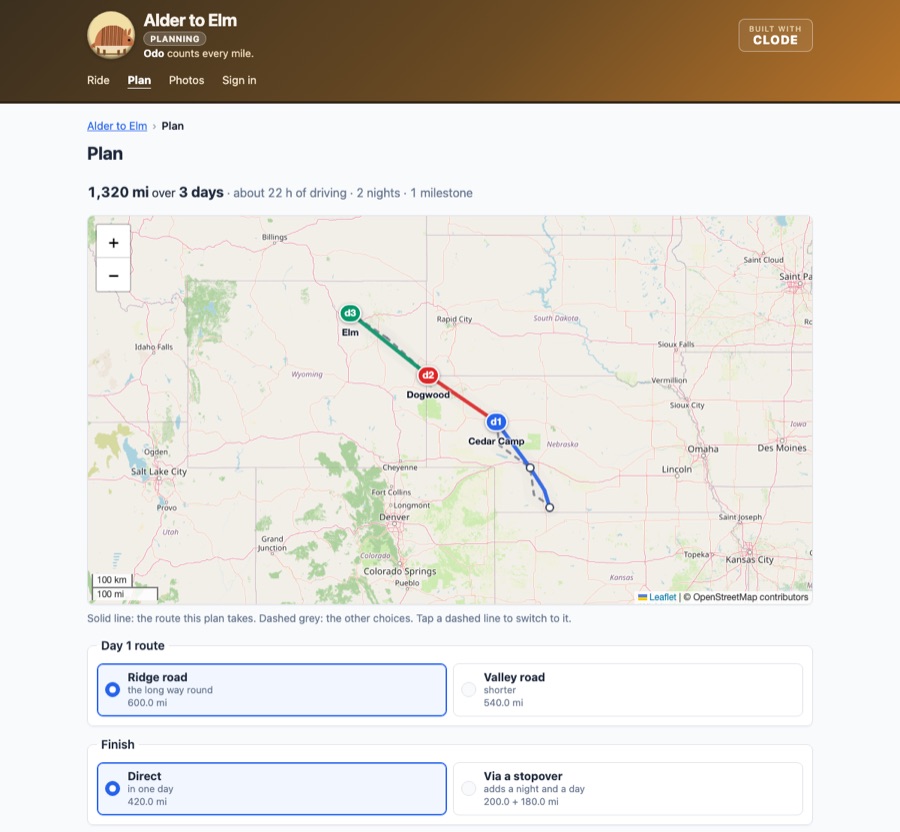 Alder to Elm
PLANNING
Odo counts every mile.
BUILT WITH
CLODE
Ride Plan Photos Sign in
Alder to Elm › Plan
Plan
1,320 mi over 3 days · about 22 h of driving · 2 nights · 1 milestone
+
−
Billings
Saint Cloud
Saint Pa
d3
Elm
Rapid City
South Dakota
Ro
Idaho Falls
Sioux Falls
Wyoming
d2
Dogwood
Vermillion
Sioux City
d1
Cedar Camp
Nebraska
Iowa
Ogden
Omaha
Des Moines
Salt Lake City
Cheyenne
Lincoln
Fort Collins
Provo
Longmont
Denver
Saint Joseph
Utah
Grand
Junction
Colorado
Topeka
Kansas City
Colorado Springs
Kansas
Pueblo
100 km
100 mi
Leaflet | © OpenStreetMap contributors
Solid line: the route this plan takes. Dashed grey: the other choices. Tap a dashed line to switch to it.
Day 1 route
Ridge road
the long way round
600.0 mi
Valley road
shorter
540.0 mi
Finish
Direct
in one day
420.0 mi
Via a stopover
adds a night and a day
200.0 + 180.0 mi